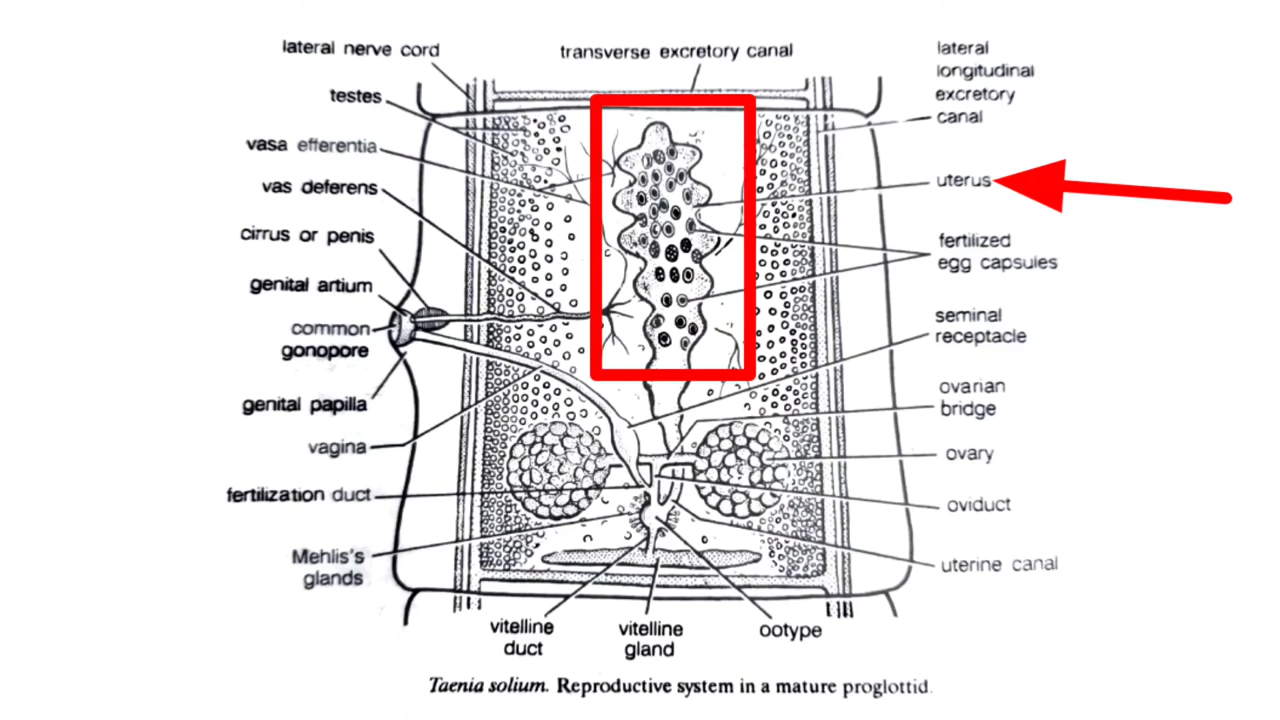 lateral nerve cord
transverse excretory canal
lateral
longitudinal
excretory
canal
testes
vasa efferentia
vas deferens
uterus
cirrus or penis
fertilized
egg capsules
genital artium
seminal
receptacle
common
gonopore
ovarian
bridge
genital papilla
vagina
ovary
fertilization duct
oviduct
Mehlis's
glands
uterine canal
vitelline
duct
vitelline
gland
ootype
Taenia solium. Reproductive system in a mature proglottid.